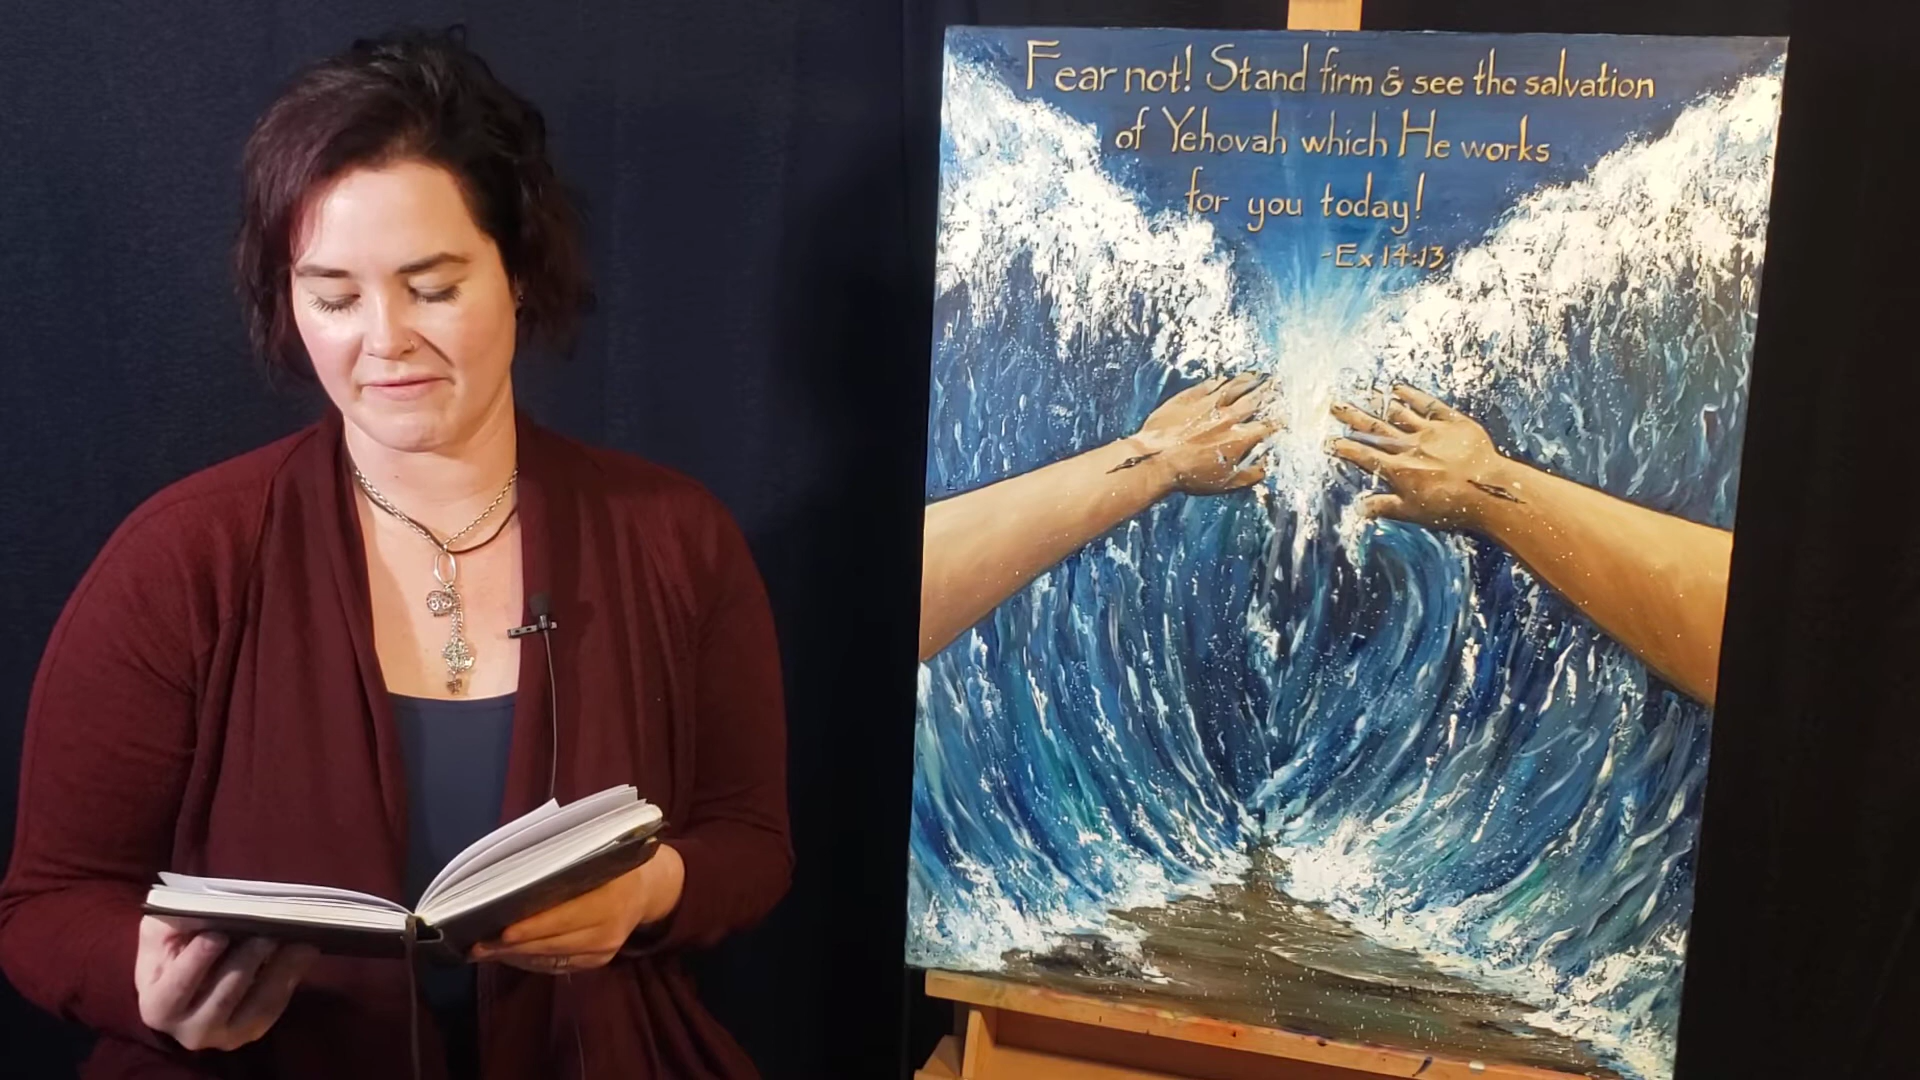 Fear not! Stand firm & see the salvation
of Yehovah which He works
for you today!
-Ex 14:13